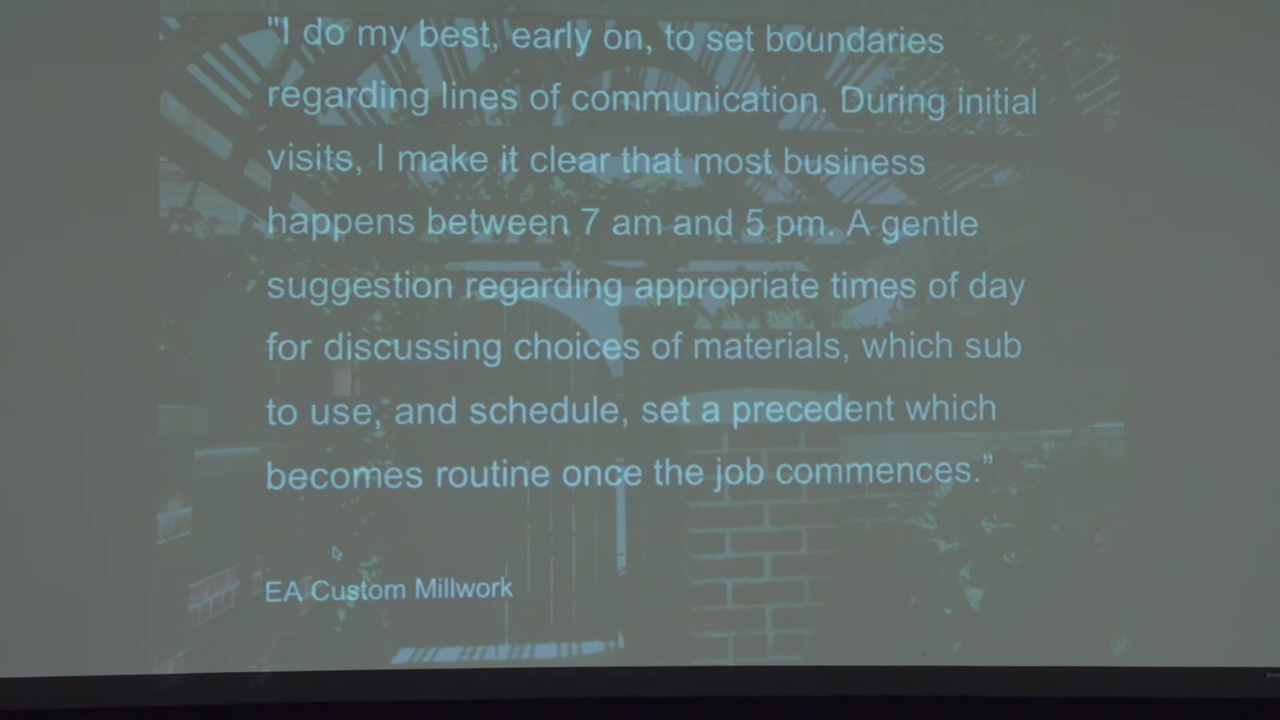 "I do my best, early on, to set boundaries
regarding lines of communication. During initial
visits, I make it clear that most business
happens between 7 am and 5 pm. A gentle
suggestion regarding appropriate times of day
for discussing choices of materials, which sub
to use, and schedule, set a precedent which
becomes routine once the job commences.”
EA Custom Millwork